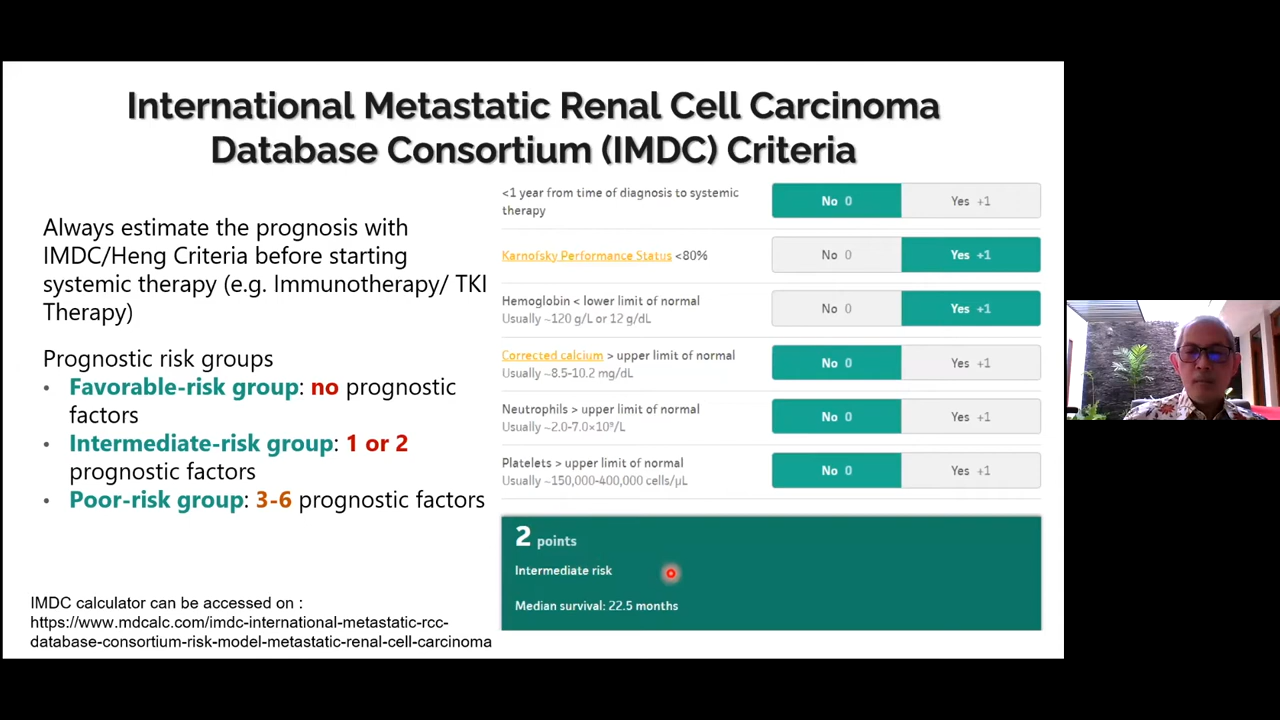 International Metastatic Renal Cell Carcinoma
Database Consortium (IMDC) Criteria
Always estimate the prognosis with
IMDC/Heng Criteria before starting
systemic therapy (e.g. Immunotherapy/ TKI
Therapy)
Prognostic risk groups
• Favorable-risk group: no prognostic
factors
• Intermediate-risk group: 1 or 2
prognostic factors
• Poor-risk group: 3-6 prognostic factors
IMDC calculator can be accessed on :
https://www.mdcalc.com/imdc-international-metastatic-rcc-
database-consortium-risk-model-metastatic-renal-cell-carcinoma
<1 year from time of diagnosis to systemic
therapy
No 0 Yes +1
Karnofsky Performance Status <80%
No 0 Yes +1
Hemoglobin < lower limit of normal
Usually ~120 g/L or 12 g/dL
No 0 Yes +1
Corrected calcium > upper limit of normal
Usually ~8.5-10.2 mg/dL
No 0 Yes +1
Neutrophils > upper limit of normal
Usually ~2.0-7.0×10⁹/L
No 0 Yes +1
Platelets > upper limit of normal
Usually ~150,000-400,000 cells/μL
No 0 Yes +1
2 points
Intermediate risk
Median survival: 22.5 months